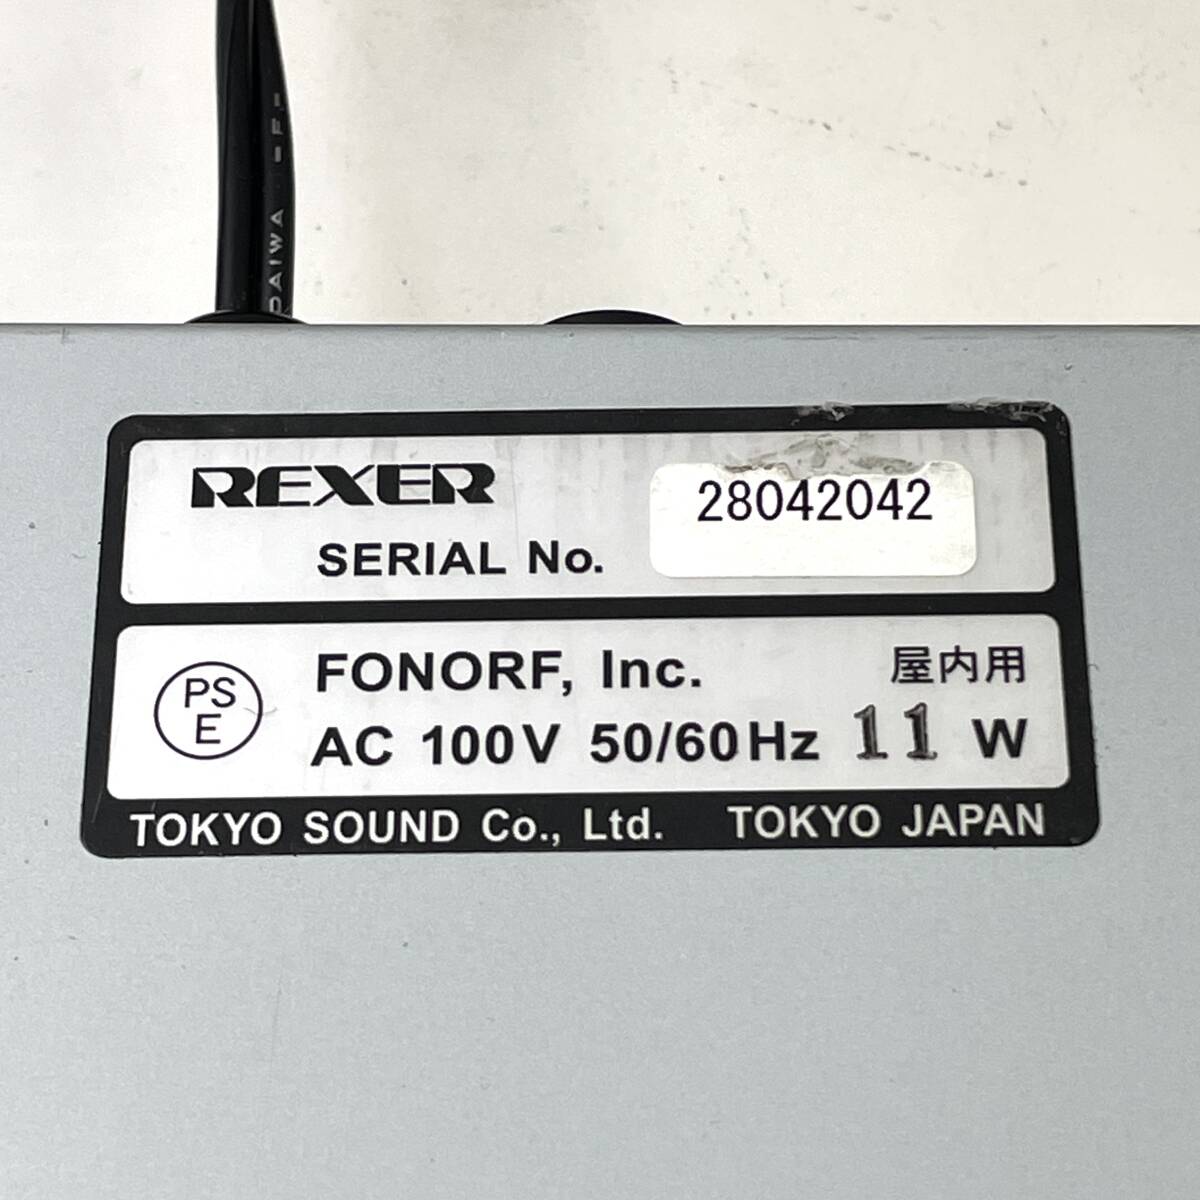 DAIWA -F-
REXER
SERIAL No. 28042042
PS
E
FONORF, Inc. 屋内用
AC 100V 50/60Hz 11 W
TOKYO SOUND Co., Ltd. TOKYO JAPAN